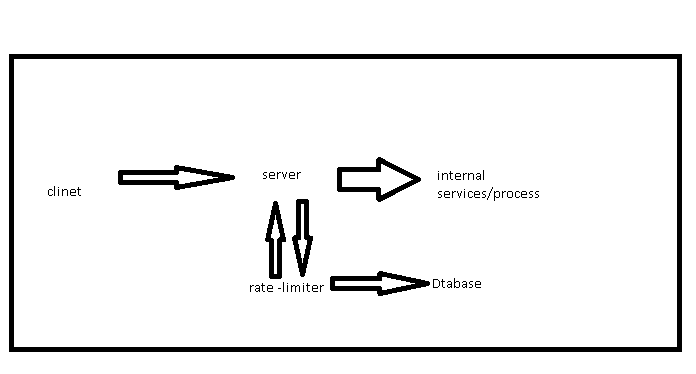 clinet
server
internal
services/process
rate -limiter
Dtabase